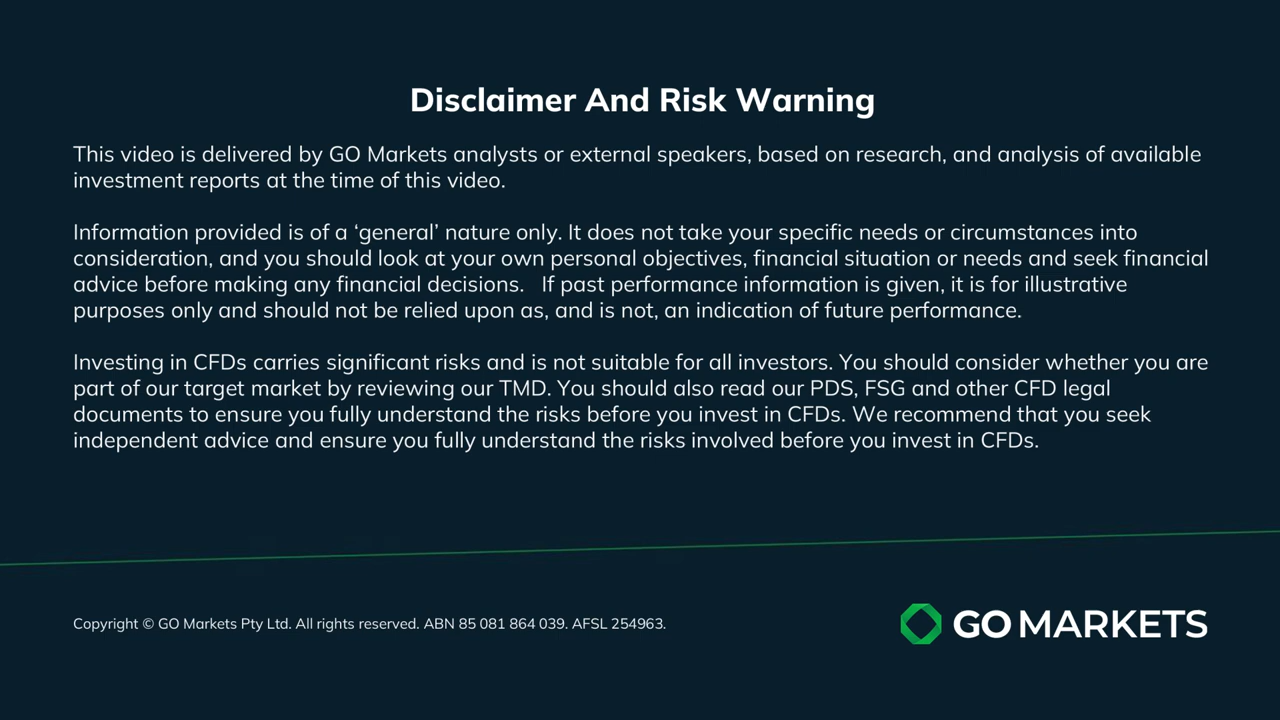 Disclaimer And Risk Warning
This video is delivered by GO Markets analysts or external speakers, based on research, and analysis of available
investment reports at the time of this video.
Information provided is of a ‘general’ nature only. It does not take your specific needs or circumstances into
consideration, and you should look at your own personal objectives, financial situation or needs and seek financial
advice before making any financial decisions.   If past performance information is given, it is for illustrative
purposes only and should not be relied upon as, and is not, an indication of future performance.
Investing in CFDs carries significant risks and is not suitable for all investors. You should consider whether you are
part of our target market by reviewing our TMD. You should also read our PDS, FSG and other CFD legal
documents to ensure you fully understand the risks before you invest in CFDs. We recommend that you seek
independent advice and ensure you fully understand the risks involved before you invest in CFDs.
Copyright © GO Markets Pty Ltd. All rights reserved. ABN 85 081 864 039. AFSL 254963.
GO MARKETS